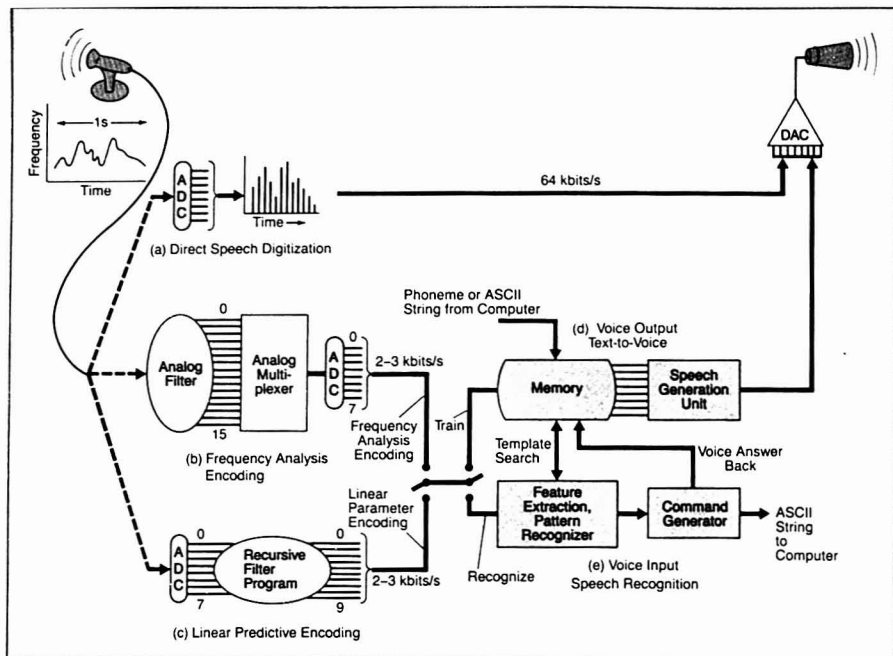 Frequency
1s
Time
A
D
C
Time
(a) Direct Speech Digitization
64 kbits/s
DAC
Analog
Filter
0
15
Analog
Multi-
plexer
A
D
C
0
7
2–3 kbits/s
(b) Frequency Analysis
Encoding
Frequency
Analysis
Encoding
Linear
Parameter
Encoding
A
D
C
0
7
Recursive
Filter
Program
0
9
2–3 kbits/s
(c) Linear Predictive Encoding
Phoneme or ASCII
String from Computer
(d) Voice Output
Text-to-Voice
Memory
Speech
Generation
Unit
Train
Template
Search
Voice Answer
Back
Feature
Extraction,
Pattern
Recognizer
Command
Generator
ASCII
String
to
Computer
Recognize
(e) Voice Input
Speech Recognition